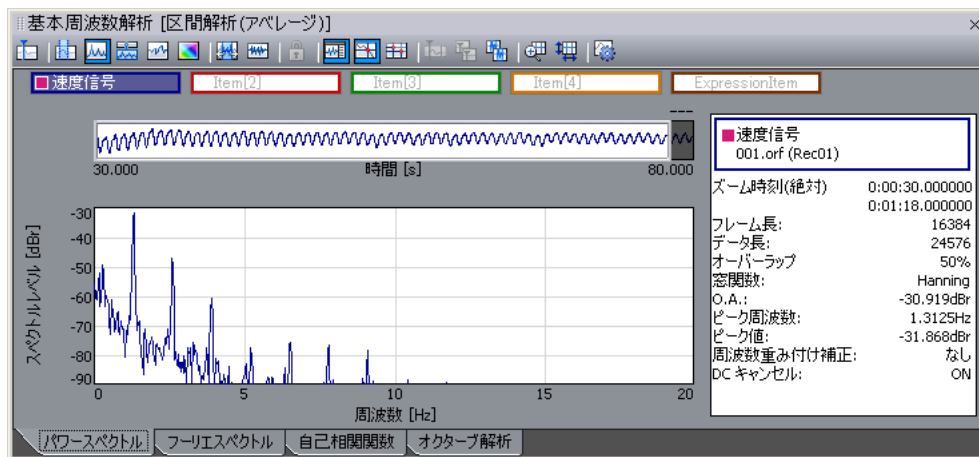 基本周波数解析 [区間解析(アベレージ)]
速度信号
Item[2]
Item[3]
Item[4]
ExpressionItem
---
30.000
時間 [s]
80.000
スペクトルレベル [dBr]
-30
-40
-50
-60
-70
-80
-90
0
5
10
15
20
周波数 [Hz]
速度信号
001.orf (Rec01)
ズーム時刻(絶対) 0:00:30.000000
0:01:18.000000
フレーム長: 16384
データ長: 24576
オーバーラップ 50%
窓関数: Hanning
O.A.: -30.919dBr
ピーク周波数: 1.3125Hz
ピーク値: -31.868dBr
周波数重み付け補正: なし
DCキャンセル: ON
パワースペクトル
フーリエスペクトル
自己相関関数
オクターブ解析